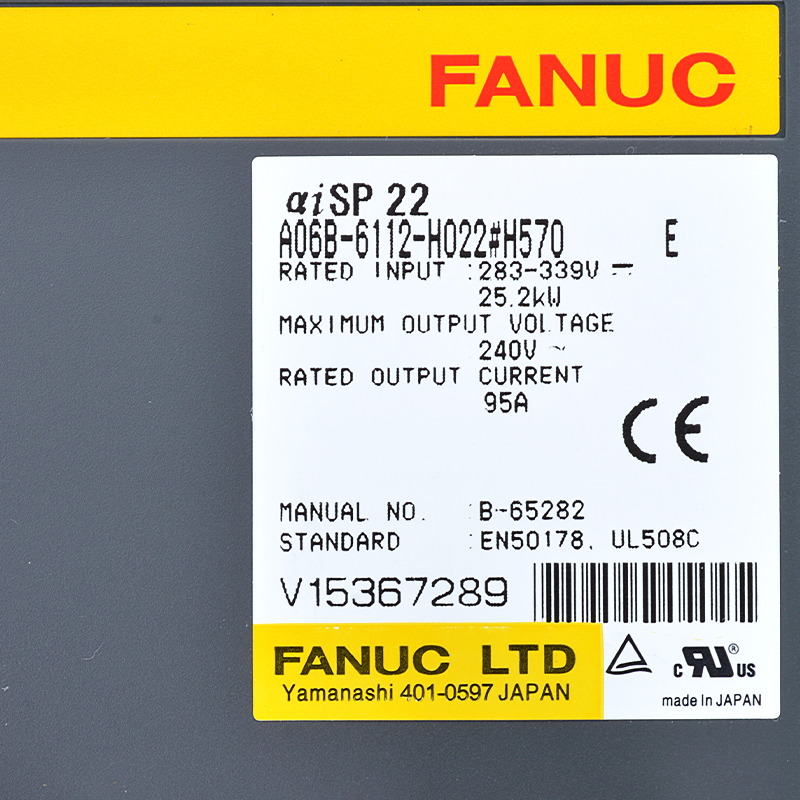 FANUC
αiSP 22
A06B-6112-H022#H570 E
RATED INPUT :283-339V ⎓
25.2kW
MAXIMUM OUTPUT VOLTAGE
240V ~
RATED OUTPUT CURRENT
95A
CE
MANUAL NO. :B-65282
STANDARD :EN50178, UL508C
V15367289
FANUC LTD
Yamanashi 401-0597 JAPAN
c RU ® US
made In JAPAN